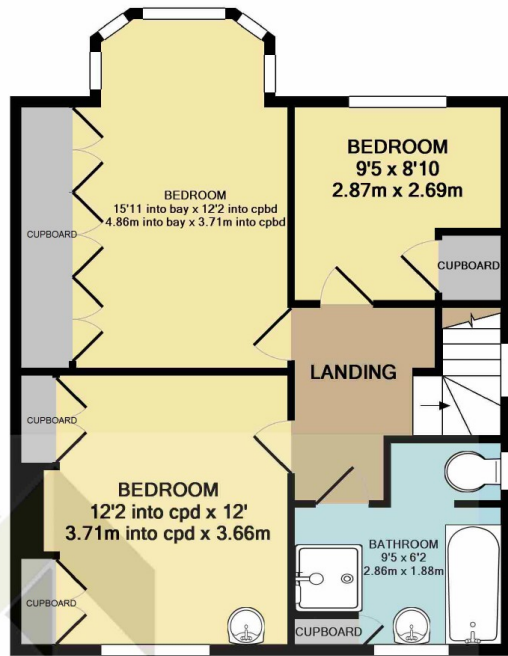 BEDROOM
15'11 into bay x 12'2 into cpbd
4.86m into bay x 3.71m into cpbd
CUPBOARD
BEDROOM
9'5 x 8'10
2.87m x 2.69m
CUPBOARD
LANDING
CUPBOARD
BEDROOM
12'2 into cpd x 12'
3.71m into cpd x 3.66m
CUPBOARD
BATHROOM
9'5 x 6'2
2.86m x 1.88m
CUPBOARD